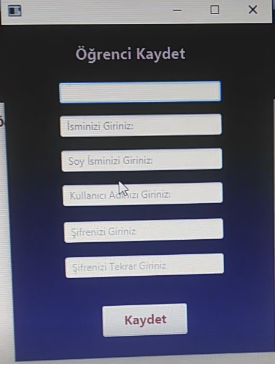 Öğrenci Kaydet
İsminizi Giriniz:
Soy İsminizi Giriniz:
Kullanıcı Adınızı Giriniz:
Şifrenizi Giriniz
Şifrenizi Tekrar Giriniz
Kaydet